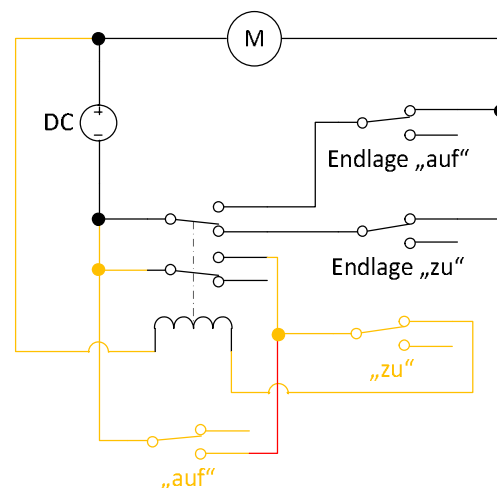 M
+
DC
−
Endlage „auf“
Endlage „zu“
„zu“
„auf“